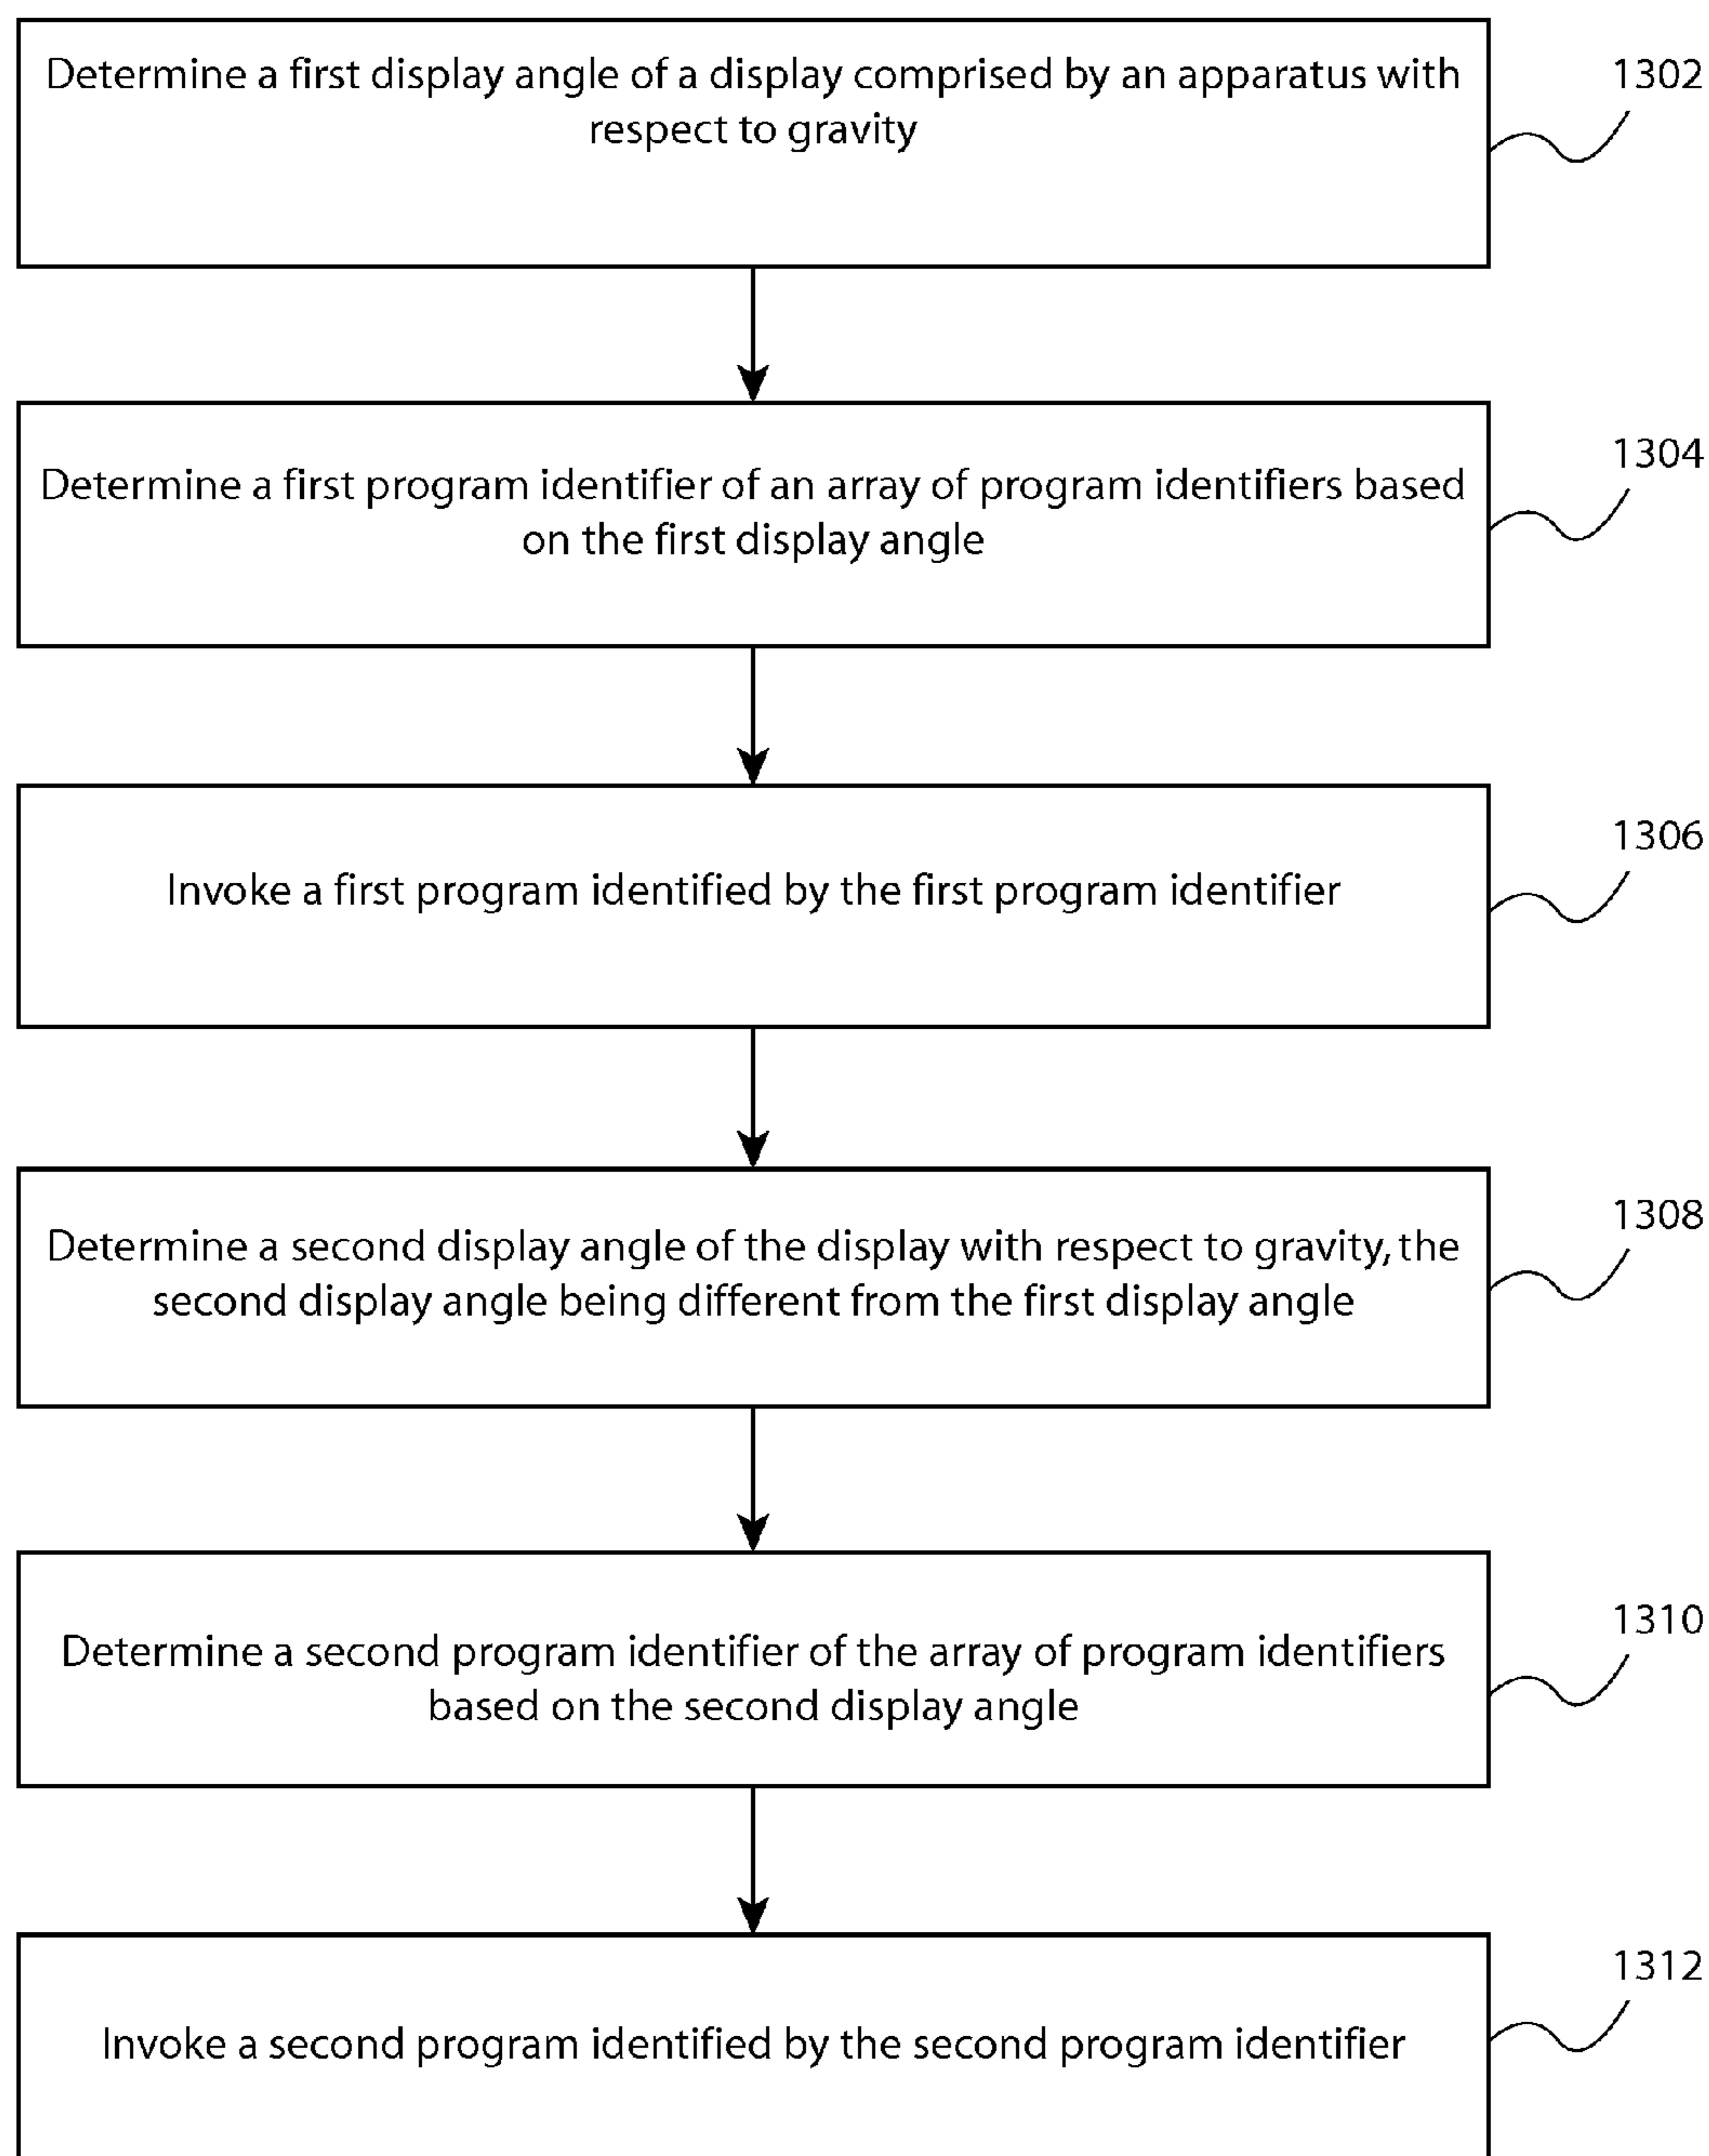 Determine a first display angle of a display comprised by an apparatus with
respect to gravity
1302
Determine a first program identifier of an array of program identifiers based
on the first display angle
1304
Invoke a first program identified by the first program identifier
1306
Determine a second display angle of the display with respect to gravity, the
second display angle being different from the first display angle
1308
Determine a second program identifier of the array of program identifiers
based on the second display angle
1310
Invoke a second program identified by the second program identifier
1312